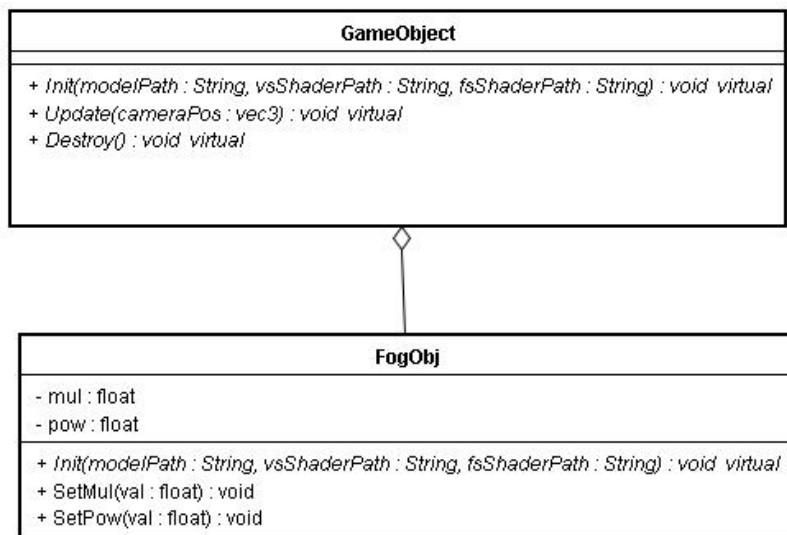 GameObject
+ Init(modelPath : String, vsShaderPath : String, fsShaderPath : String) : void virtual
+ Update(cameraPos : vec3) : void virtual
+ Destroy() : void virtual
FogObj
- mul : float
- pow : float
+ Init(modelPath : String, vsShaderPath : String, fsShaderPath : String) : void virtual
+ SetMul(val : float) : void
+ SetPow(val : float) : void